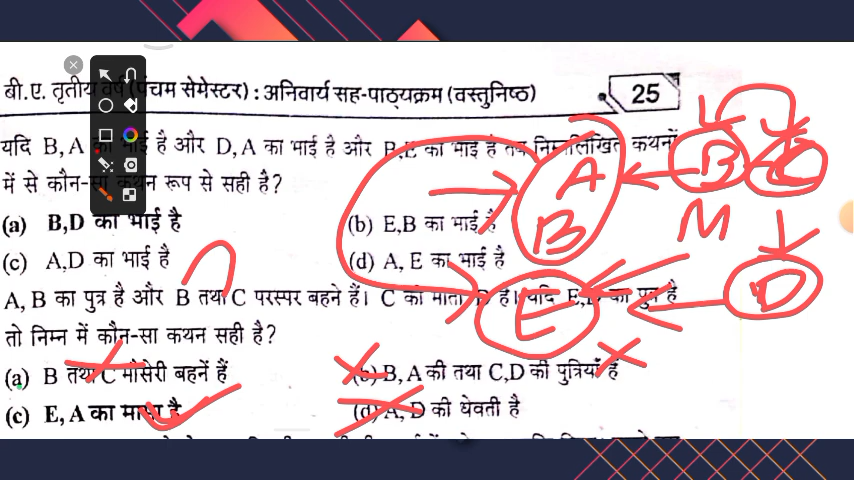 बी.ए. तृतीय वर्ष (पंचम सेमेस्टर) : अनिवार्य सह-पाठ्यक्रम (वस्तुनिष्ठ) 25
यदि B, A का भाई है और D, A का भाई है और B,E का भाई है तब निम्नलिखित कथनों
में से कौन-सा कथन रूप से सही है?
(a) B,D का भाई है (b) E,B का भाई है
(c) A,D का भाई है (d) A, E का भाई है
A, B का पुत्र है और B तथा C परस्पर बहने हैं। C की माता D है। यदि E,D का पुत्र है
तो निम्न में कौन-सा कथन सही है?
(a) B तथा C मौसेरी बहनें हैं (b) B, A की तथा C,D की पुत्रियाँ हैं
(c) E, A का मामा है (d) A, D की धेवती है
A
B
E
B
C
M
D